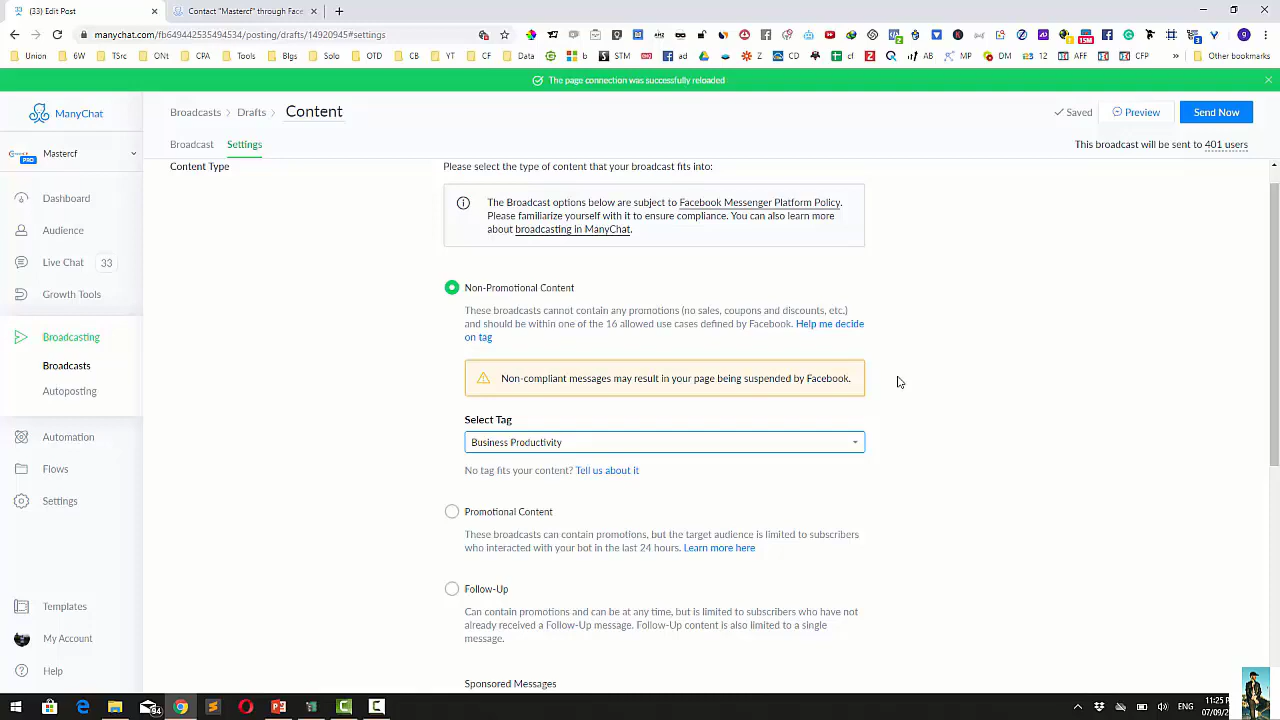 (33) Edit Post
Contact "Mastercf" through Face
manychat.com/fb649442535494534/posting/drafts/14920945#settings
Union
6W
TSrc
ONt
CPA
Tools
Blgs
Solo
OTO
CB
YT
CF
Data
b
STM
ad
CD
cf
AB
MP
DM
12
AFF
CFP
Other bookmarks
The page connection was successfully reloaded
ManyChat
Broadcasts
Drafts
Content
Saved
Preview
Send Now
Mastercf
PRO
Broadcast
Settings
This broadcast will be sent to 401 users
Content Type
Please select the type of content that your broadcast fits into:
The Broadcast options below are subject to Facebook Messenger Platform Policy.
Please familiarize yourself with it to ensure compliance. You can also learn more
about broadcasting in ManyChat.
Dashboard
Audience
Live Chat 33
Growth Tools
Broadcasting
Broadcasts
Autoposting
Automation
Flows
Settings
Templates
My Account
Help
Non-Promotional Content
These broadcasts cannot contain any promotions (no sales, coupons and discounts, etc.)
and should be within one of the 16 allowed use cases defined by Facebook. Help me decide
on tag
Non-compliant messages may result in your page being suspended by Facebook.
Select Tag
Business Productivity
No tag fits your content? Tell us about it
Promotional Content
These broadcasts can contain promotions, but the target audience is limited to subscribers
who interacted with your bot in the last 24 hours. Learn more here
Follow-Up
Can contain promotions and can be at any time, but is limited to subscribers who have not
already received a Follow-Up message. Follow-Up content is also limited to a single
message.
Sponsored Messages
ENG
11:25
07/09/20